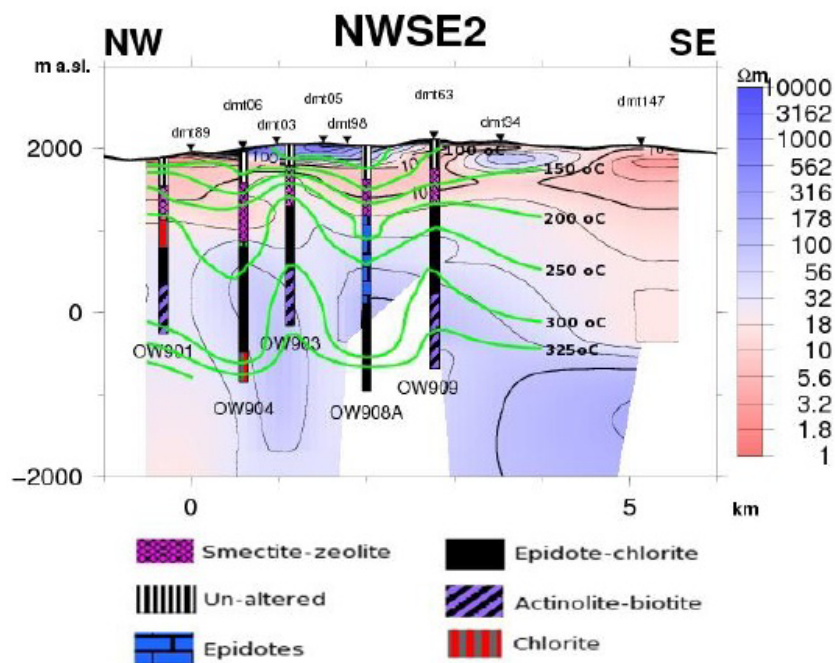 NW NWSE2 SE
m a.sl. Ωm
dmt63
dmt06 dmt05 dmt147
dmt89 dmt03 dmt98 dmt34
2000
100
10
10
100 oC
150 oC
200 oC
250 oC
0
300 oC
325oC
OW901 OW903
OW909
OW904 OW908A
−2000
0 5 km
10000
3162
1000
562
316
178
100
56
32
18
10
5.6
3.2
1.8
1
Smectite-zeolite Epidote-chlorite
Un-altered Actinolite-biotite
Epidotes Chlorite